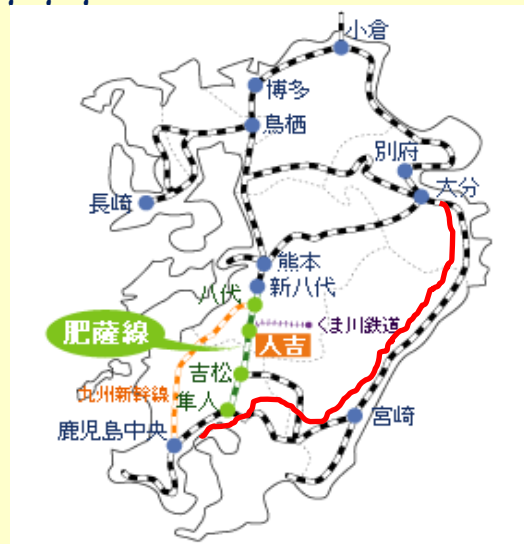 小倉
博多
鳥栖
別府
大分
長崎
熊本
新八代
八代
くま川鉄道
肥薩線
人吉
吉松
九州新幹線
隼人
宮崎
鹿児島中央